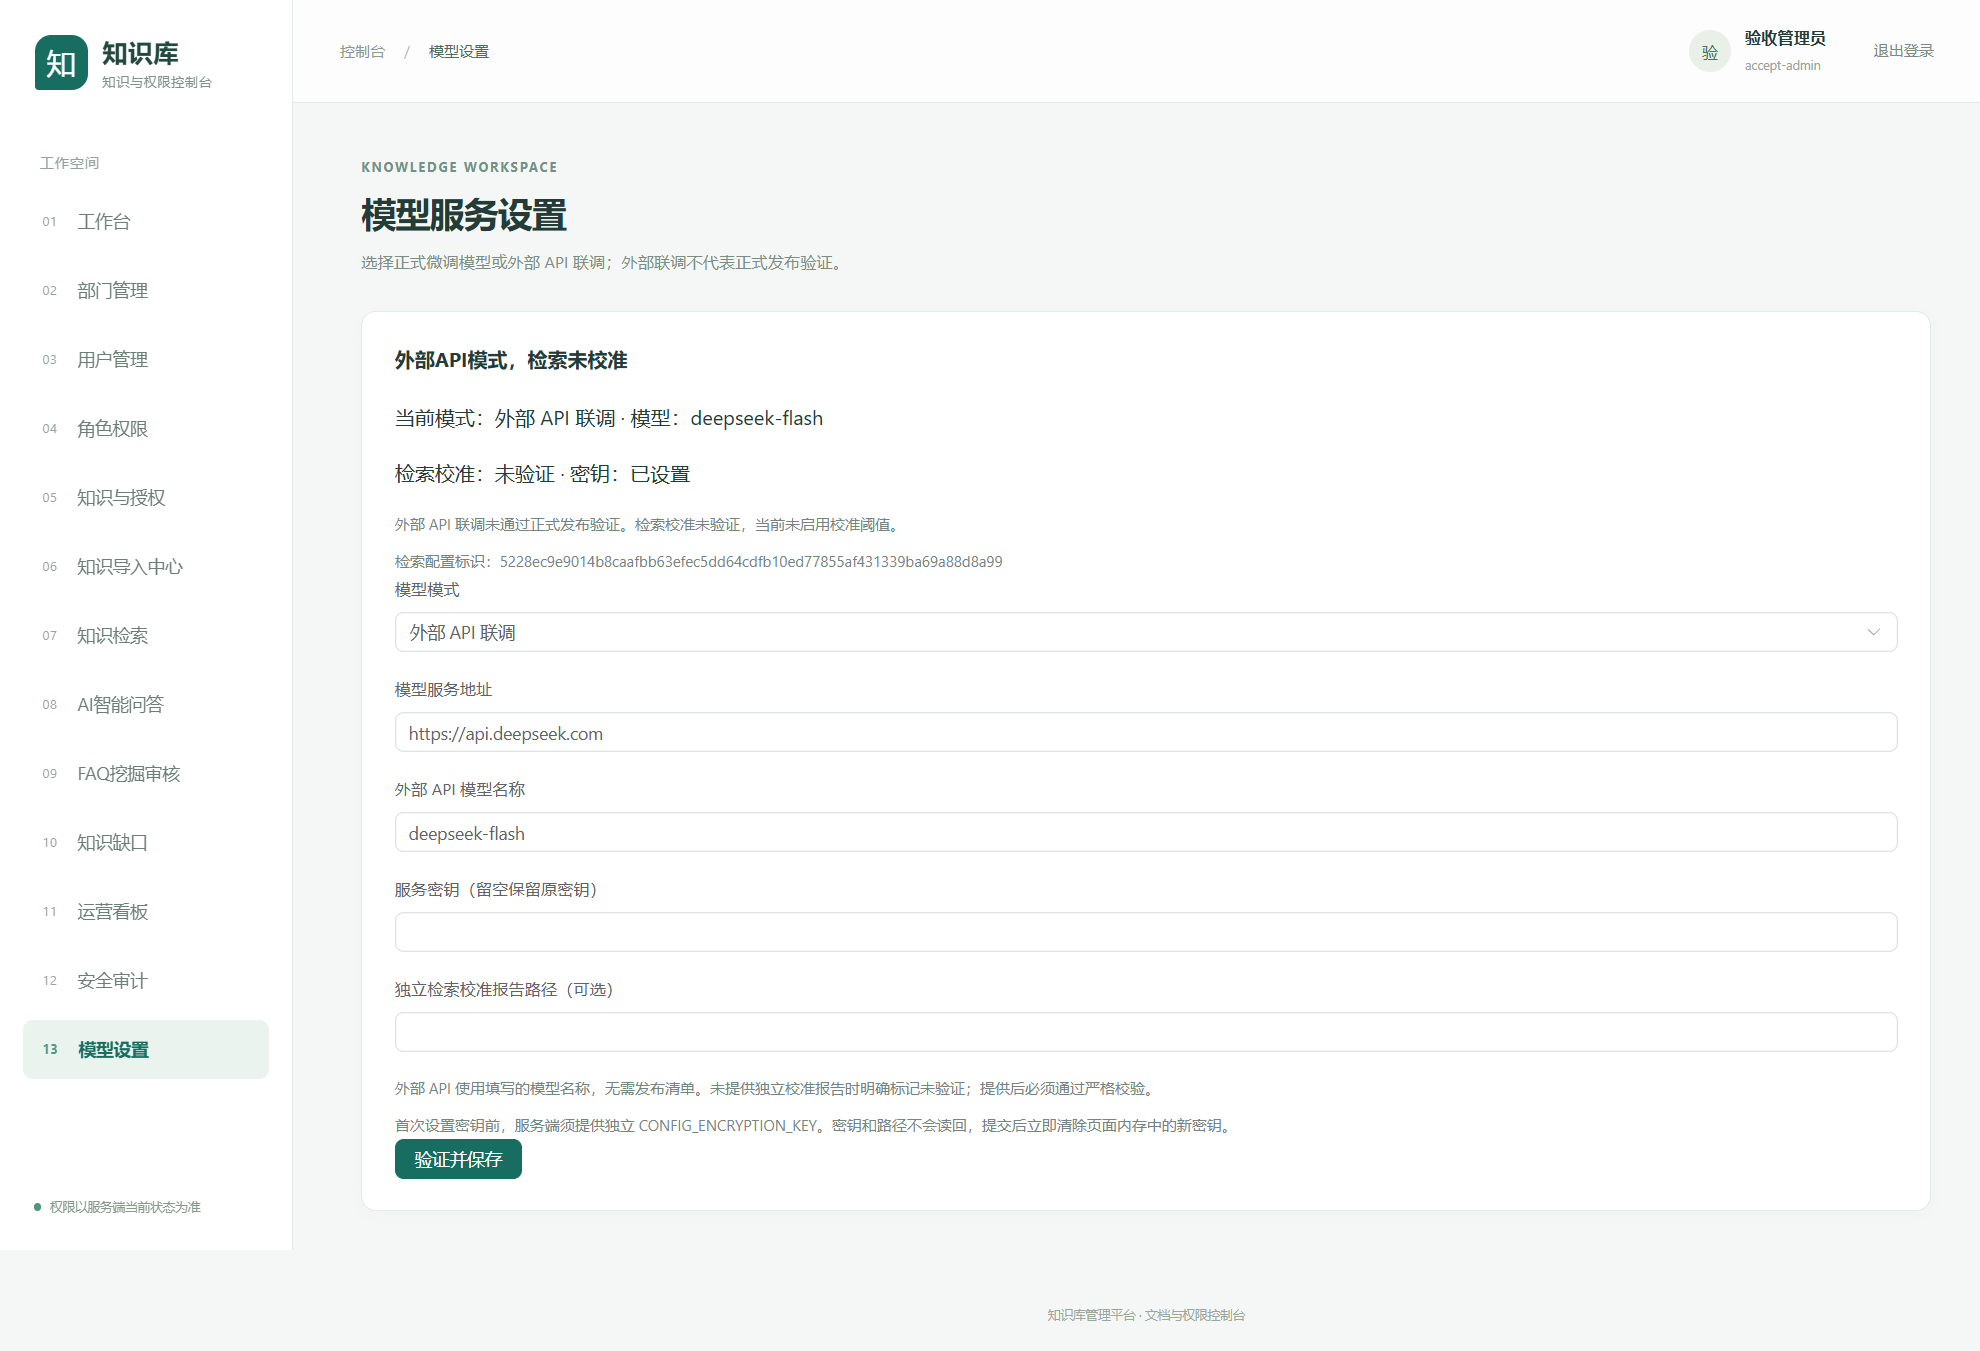 知
知识库
知识与权限控制台
工作空间
01 工作台
02 部门管理
03 用户管理
04 角色权限
05 知识与授权
06 知识导入中心
07 知识检索
08 AI智能问答
09 FAQ挖掘审核
10 知识缺口
11 运营看板
12 安全审计
13 模型设置
权限以服务端当前状态为准
控制台 / 模型设置
验
验收管理员
accept-admin
退出登录
KNOWLEDGE WORKSPACE
模型服务设置
选择正式微调模型或外部 API 联调；外部联调不代表正式发布验证。
外部API模式，检索未校准
当前模式：外部 API 联调 · 模型：deepseek-flash
检索校准：未验证 · 密钥：已设置
外部 API 联调未通过正式发布验证。检索校准未验证，当前未启用校准阈值。
检索配置标识：5228ec9e9014b8caafbb63efec5dd64cdfb10ed77855af431339ba69a88d8a99
模型模式
外部 API 联调
模型服务地址
https://api.deepseek.com
外部 API 模型名称
deepseek-flash
服务密钥（留空保留原密钥）
独立检索校准报告路径（可选）
外部 API 使用填写的模型名称，无需发布清单。未提供独立校准报告时明确标记未验证；提供后必须通过严格校验。
首次设置密钥前，服务端须提供独立 CONFIG_ENCRYPTION_KEY。密钥和路径不会读回，提交后立即清除页面内存中的新密钥。
验证并保存
知识库管理平台 · 文档与权限控制台